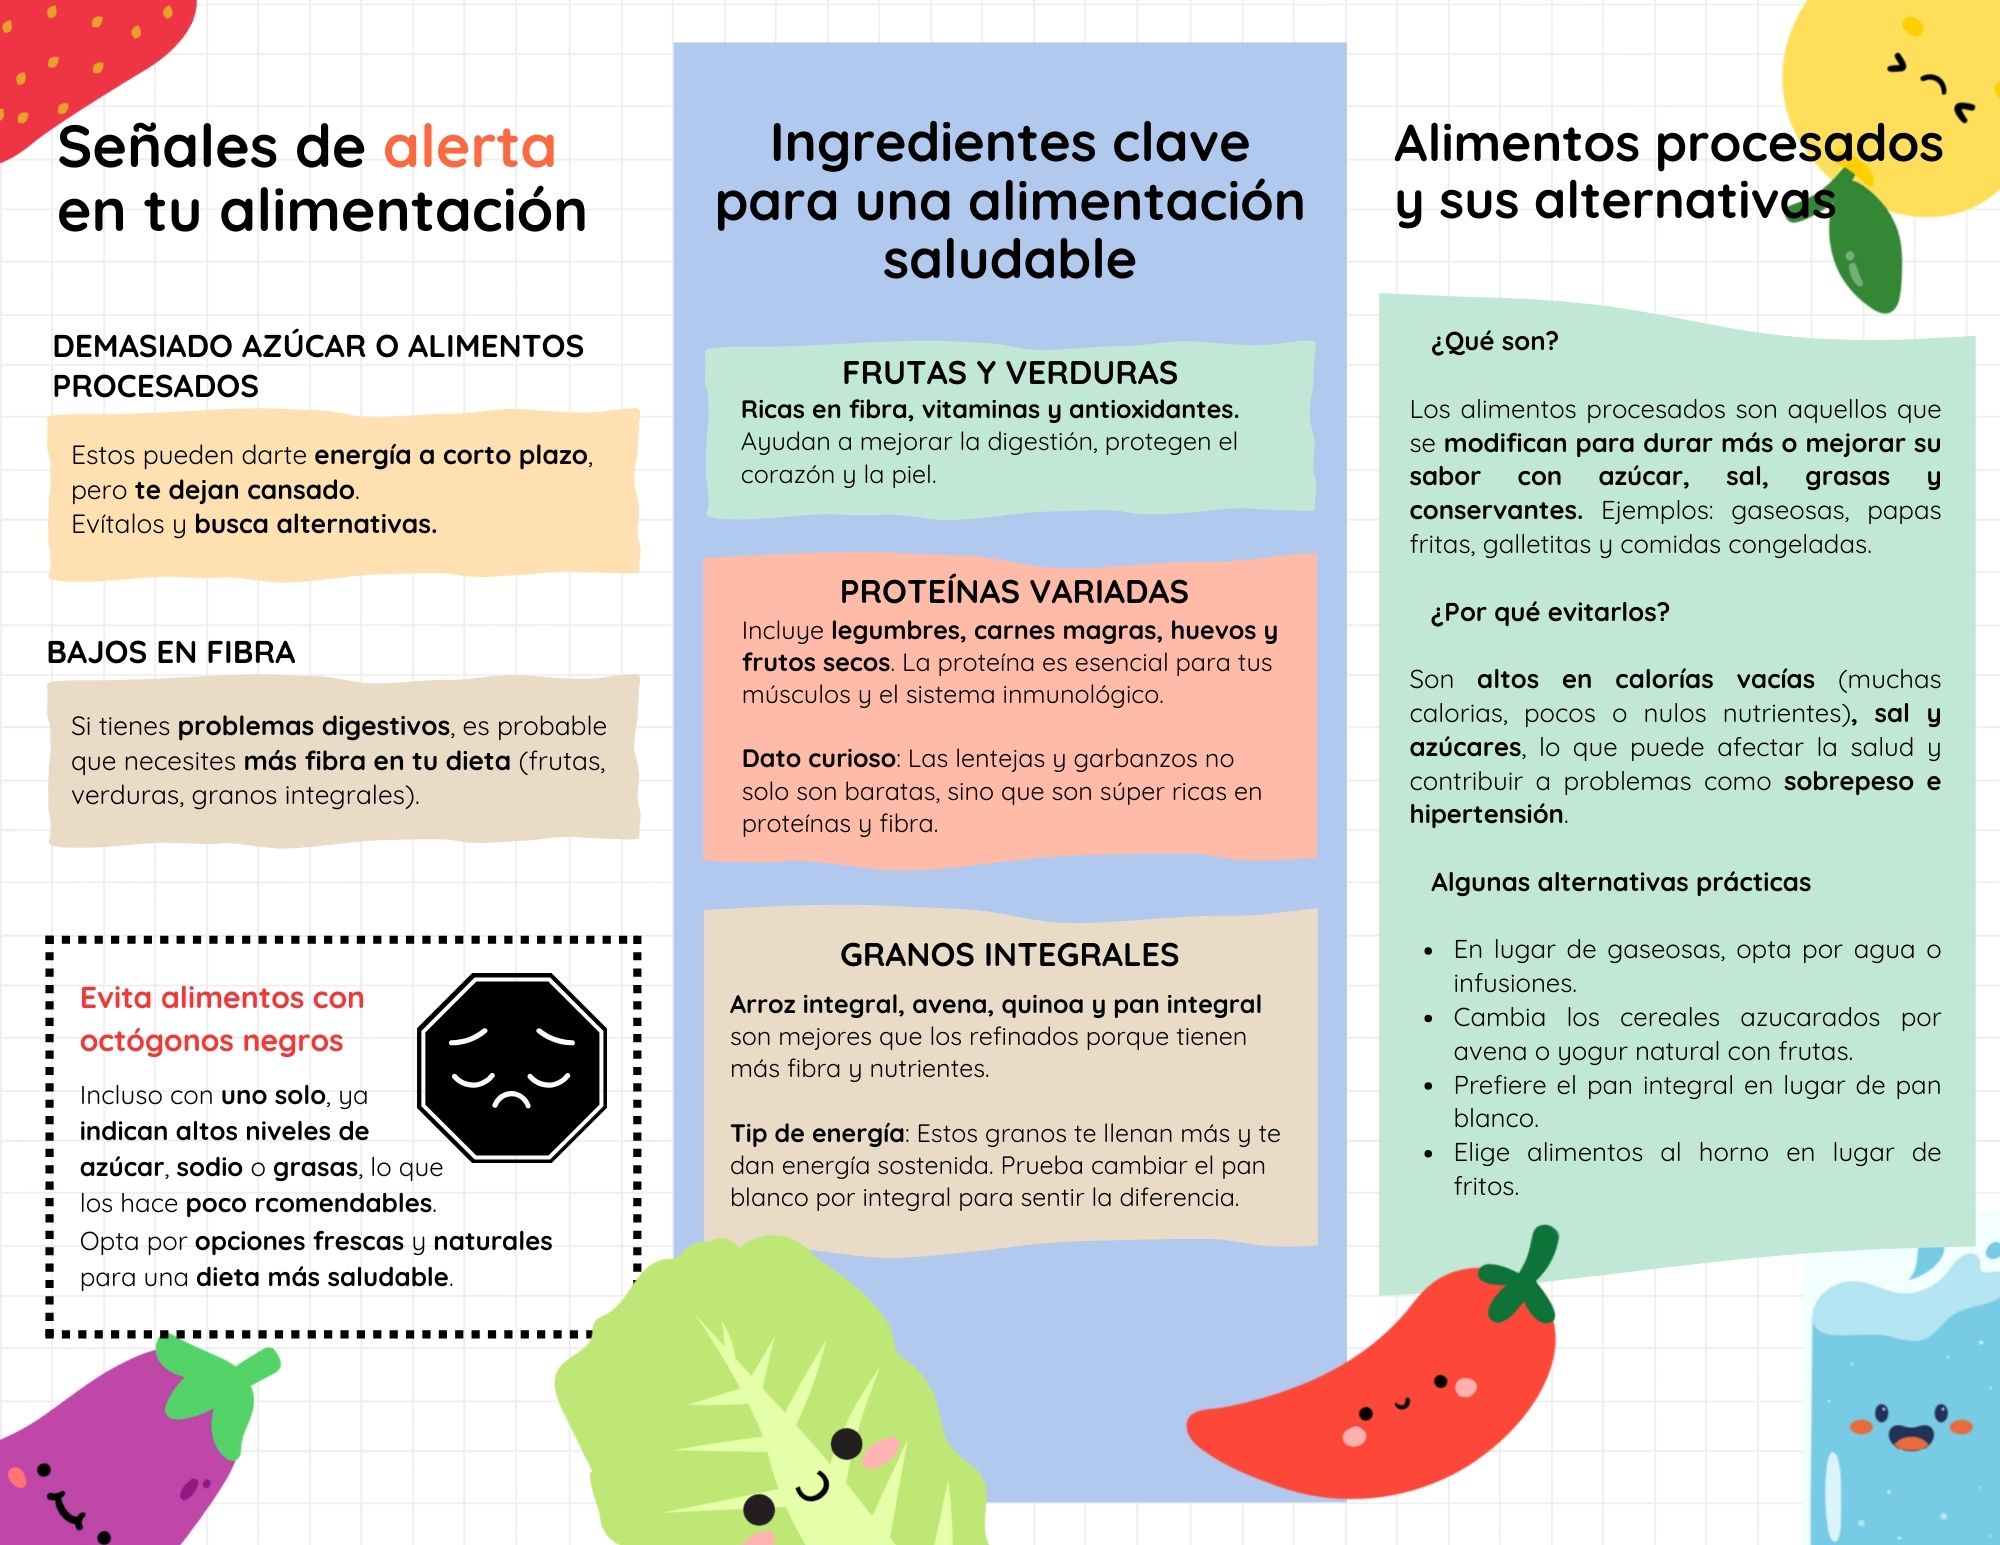 Señales de alerta
en tu alimentación
DEMASIADO AZÚCAR O ALIMENTOS
PROCESADOS
Estos pueden darte energía a corto plazo,
pero te dejan cansado.
Evítalos y busca alternativas.
BAJOS EN FIBRA
Si tienes problemas digestivos, es probable
que necesites más fibra en tu dieta (frutas,
verduras, granos integrales).
Evita alimentos con
octógonos negros
Incluso con uno solo, ya
indican altos niveles de
azúcar, sodio o grasas, lo que
los hace poco rcomendables.
Opta por opciones frescas y naturales
para una dieta más saludable.
Ingredientes clave
para una alimentación
saludable
FRUTAS Y VERDURAS
Ricas en fibra, vitaminas y antioxidantes.
Ayudan a mejorar la digestión, protegen el
corazón y la piel.
PROTEÍNAS VARIADAS
Incluye legumbres, carnes magras, huevos y
frutos secos. La proteína es esencial para tus
músculos y el sistema inmunológico.
Dato curioso: Las lentejas y garbanzos no
solo son baratas, sino que son súper ricas en
proteínas y fibra.
GRANOS INTEGRALES
Arroz integral, avena, quinoa y pan integral
son mejores que los refinados porque tienen
más fibra y nutrientes.
Tip de energía: Estos granos te llenan más y te
dan energía sostenida. Prueba cambiar el pan
blanco por integral para sentir la diferencia.
Alimentos procesados
y sus alternativas
¿Qué son?
Los alimentos procesados son aquellos que
se modifican para durar más o mejorar su
sabor con azúcar, sal, grasas y
conservantes. Ejemplos: gaseosas, papas
fritas, galletitas y comidas congeladas.
¿Por qué evitarlos?
Son altos en calorías vacías (muchas
calorias, pocos o nulos nutrientes), sal y
azúcares, lo que puede afectar la salud y
contribuir a problemas como sobrepeso e
hipertensión.
Algunas alternativas prácticas
• En lugar de gaseosas, opta por agua o
infusiones.
• Cambia los cereales azucarados por
avena o yogur natural con frutas.
• Prefiere el pan integral en lugar de pan
blanco.
• Elige alimentos al horno en lugar de
fritos.